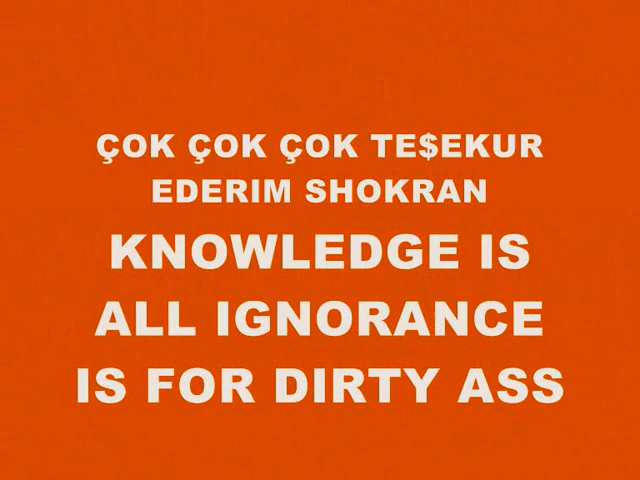 ÇOK ÇOK ÇOK TE$EKUR
EDERIM SHOKRAN
KNOWLEDGE IS
ALL IGNORANCE
IS FOR DIRTY ASS